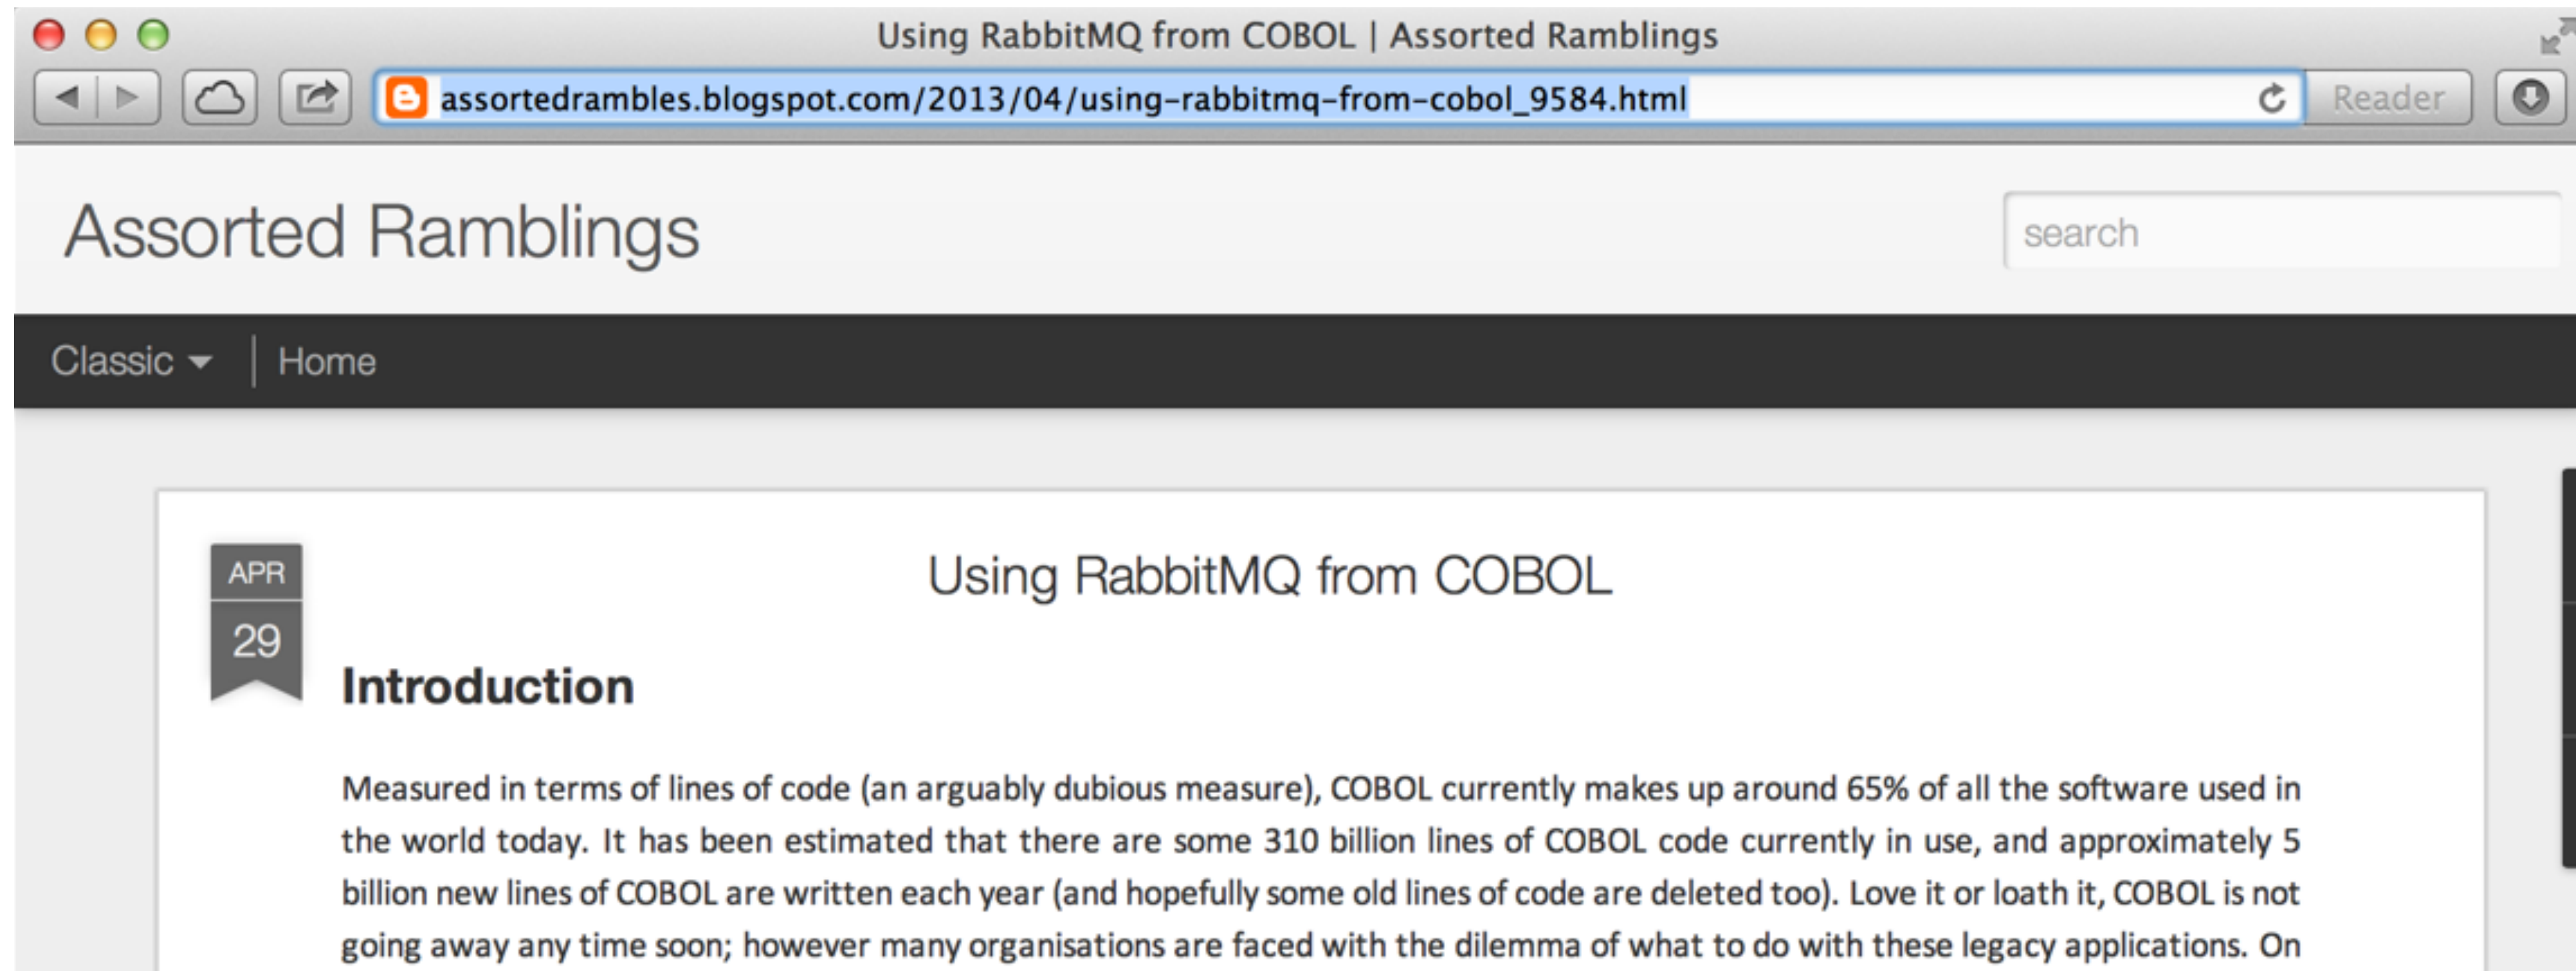 Using RabbitMQ from COBOL | Assorted Ramblings
assortedrambles.blogspot.com/2013/04/using-rabbitmq-from-cobol_9584.html
Reader
Assorted Ramblings
search
Classic
Home
APR
29
Using RabbitMQ from COBOL
Introduction
Measured in terms of lines of code (an arguably dubious measure), COBOL currently makes up around 65% of all the software used in
the world today. It has been estimated that there are some 310 billion lines of COBOL code currently in use, and approximately 5
billion new lines of COBOL are written each year (and hopefully some old lines of code are deleted too). Love it or loath it, COBOL is not
going away any time soon; however many organisations are faced with the dilemma of what to do with these legacy applications. On